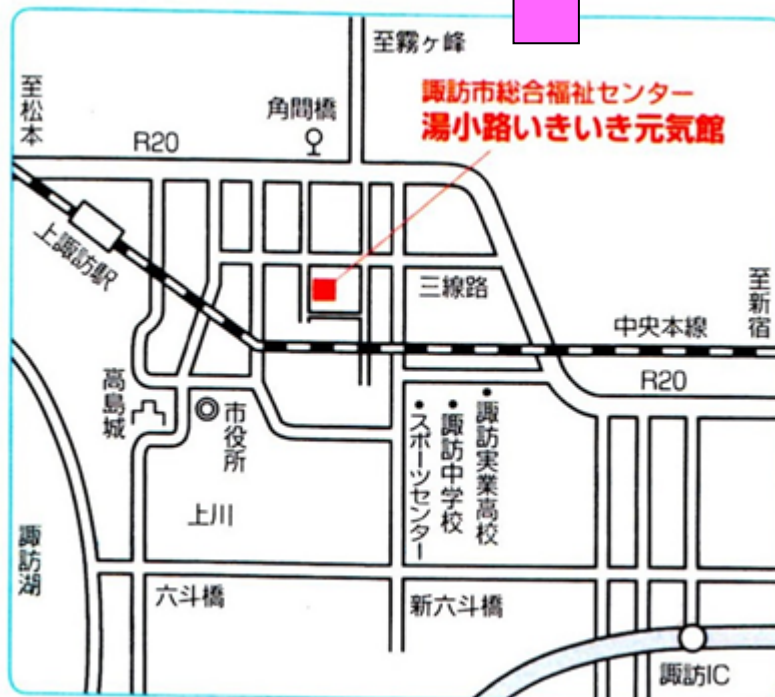 至霧ヶ峰
至松本
角間橋
R20
諏訪市総合福祉センター
湯小路いきいき元気館
上諏訪駅
三線路
至新宿
中央本線
R20
高島城
市役所
諏訪実業高校
諏訪中学校
スポーツセンター
上川
諏訪湖
六斗橋
新六斗橋
諏訪IC